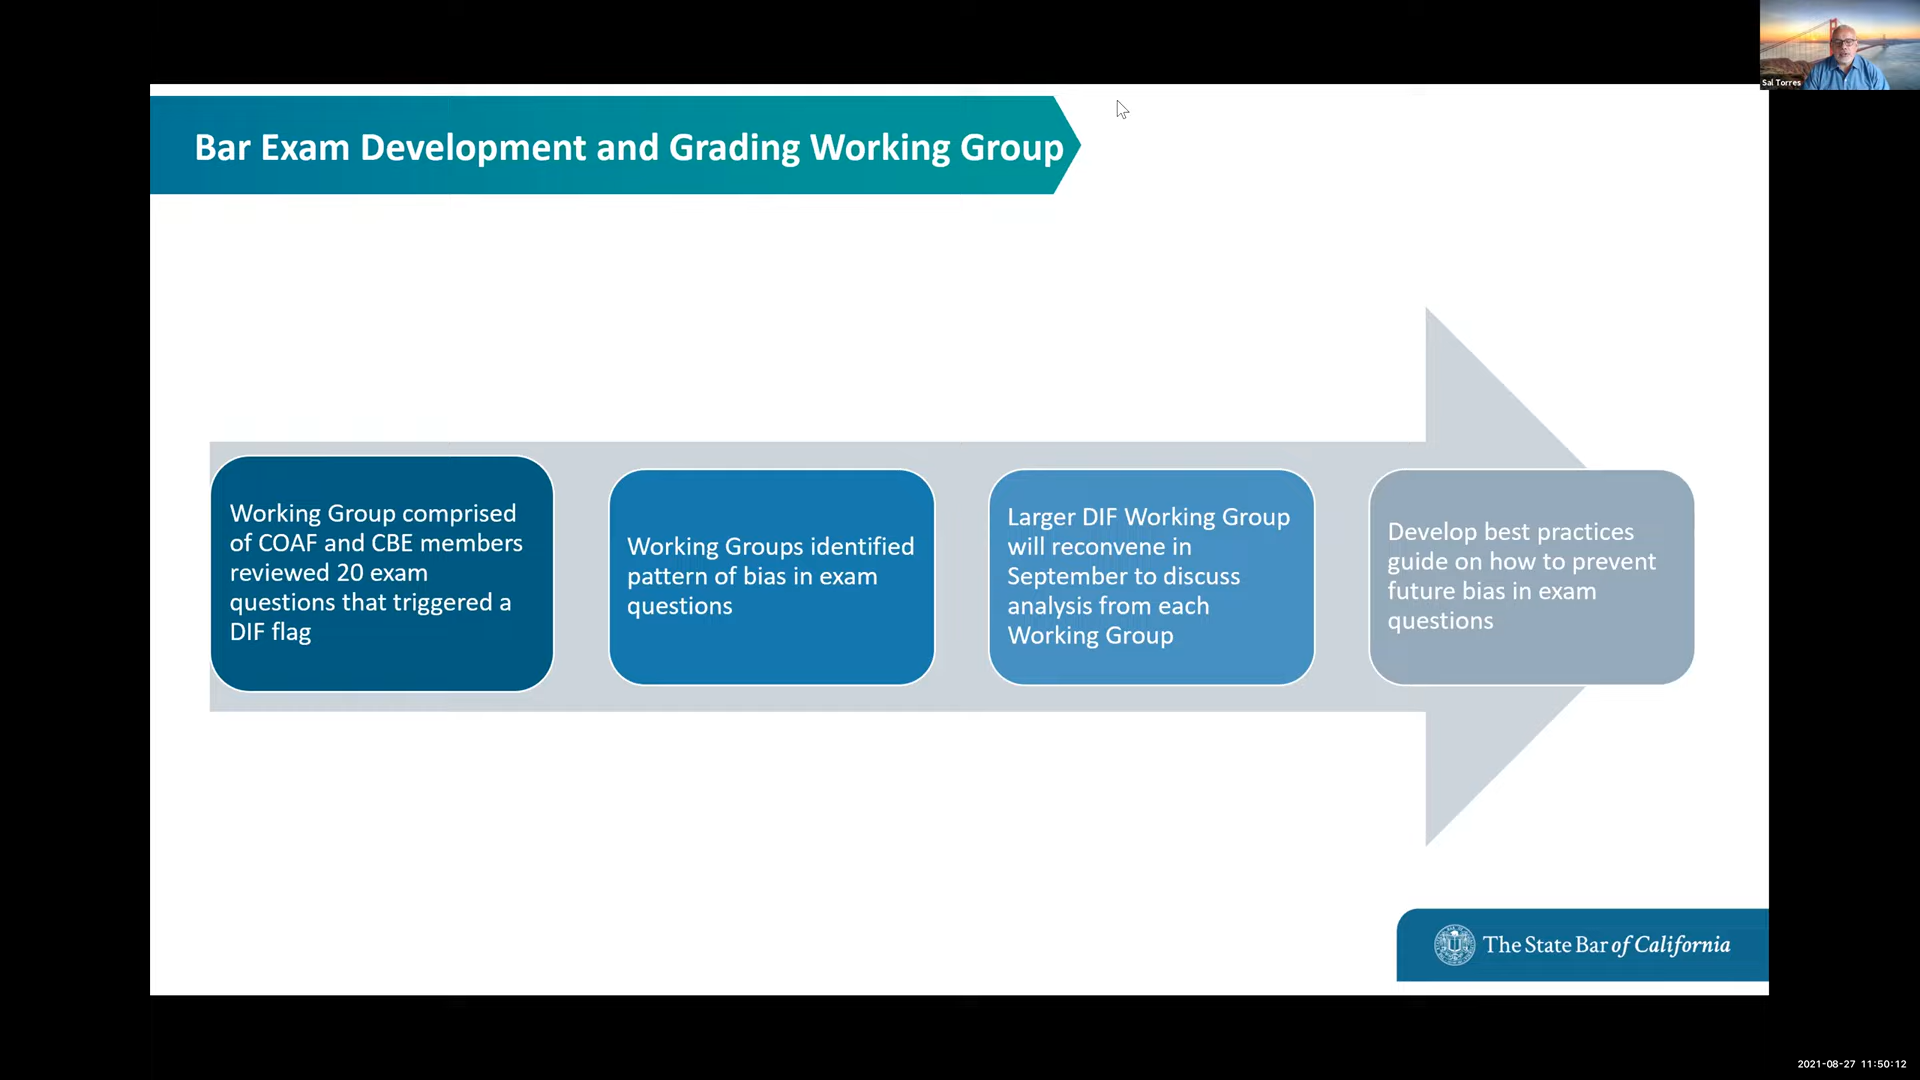 Sal Torres
Bar Exam Development and Grading Working Group
Working Group comprised
of COAF and CBE members
reviewed 20 exam
questions that triggered a
DIF flag
Working Groups identified
pattern of bias in exam
questions
Larger DIF Working Group
will reconvene in
September to discuss
analysis from each
Working Group
Develop best practices
guide on how to prevent
future bias in exam
questions
The State Bar of California
2021-08-27 11:50:12